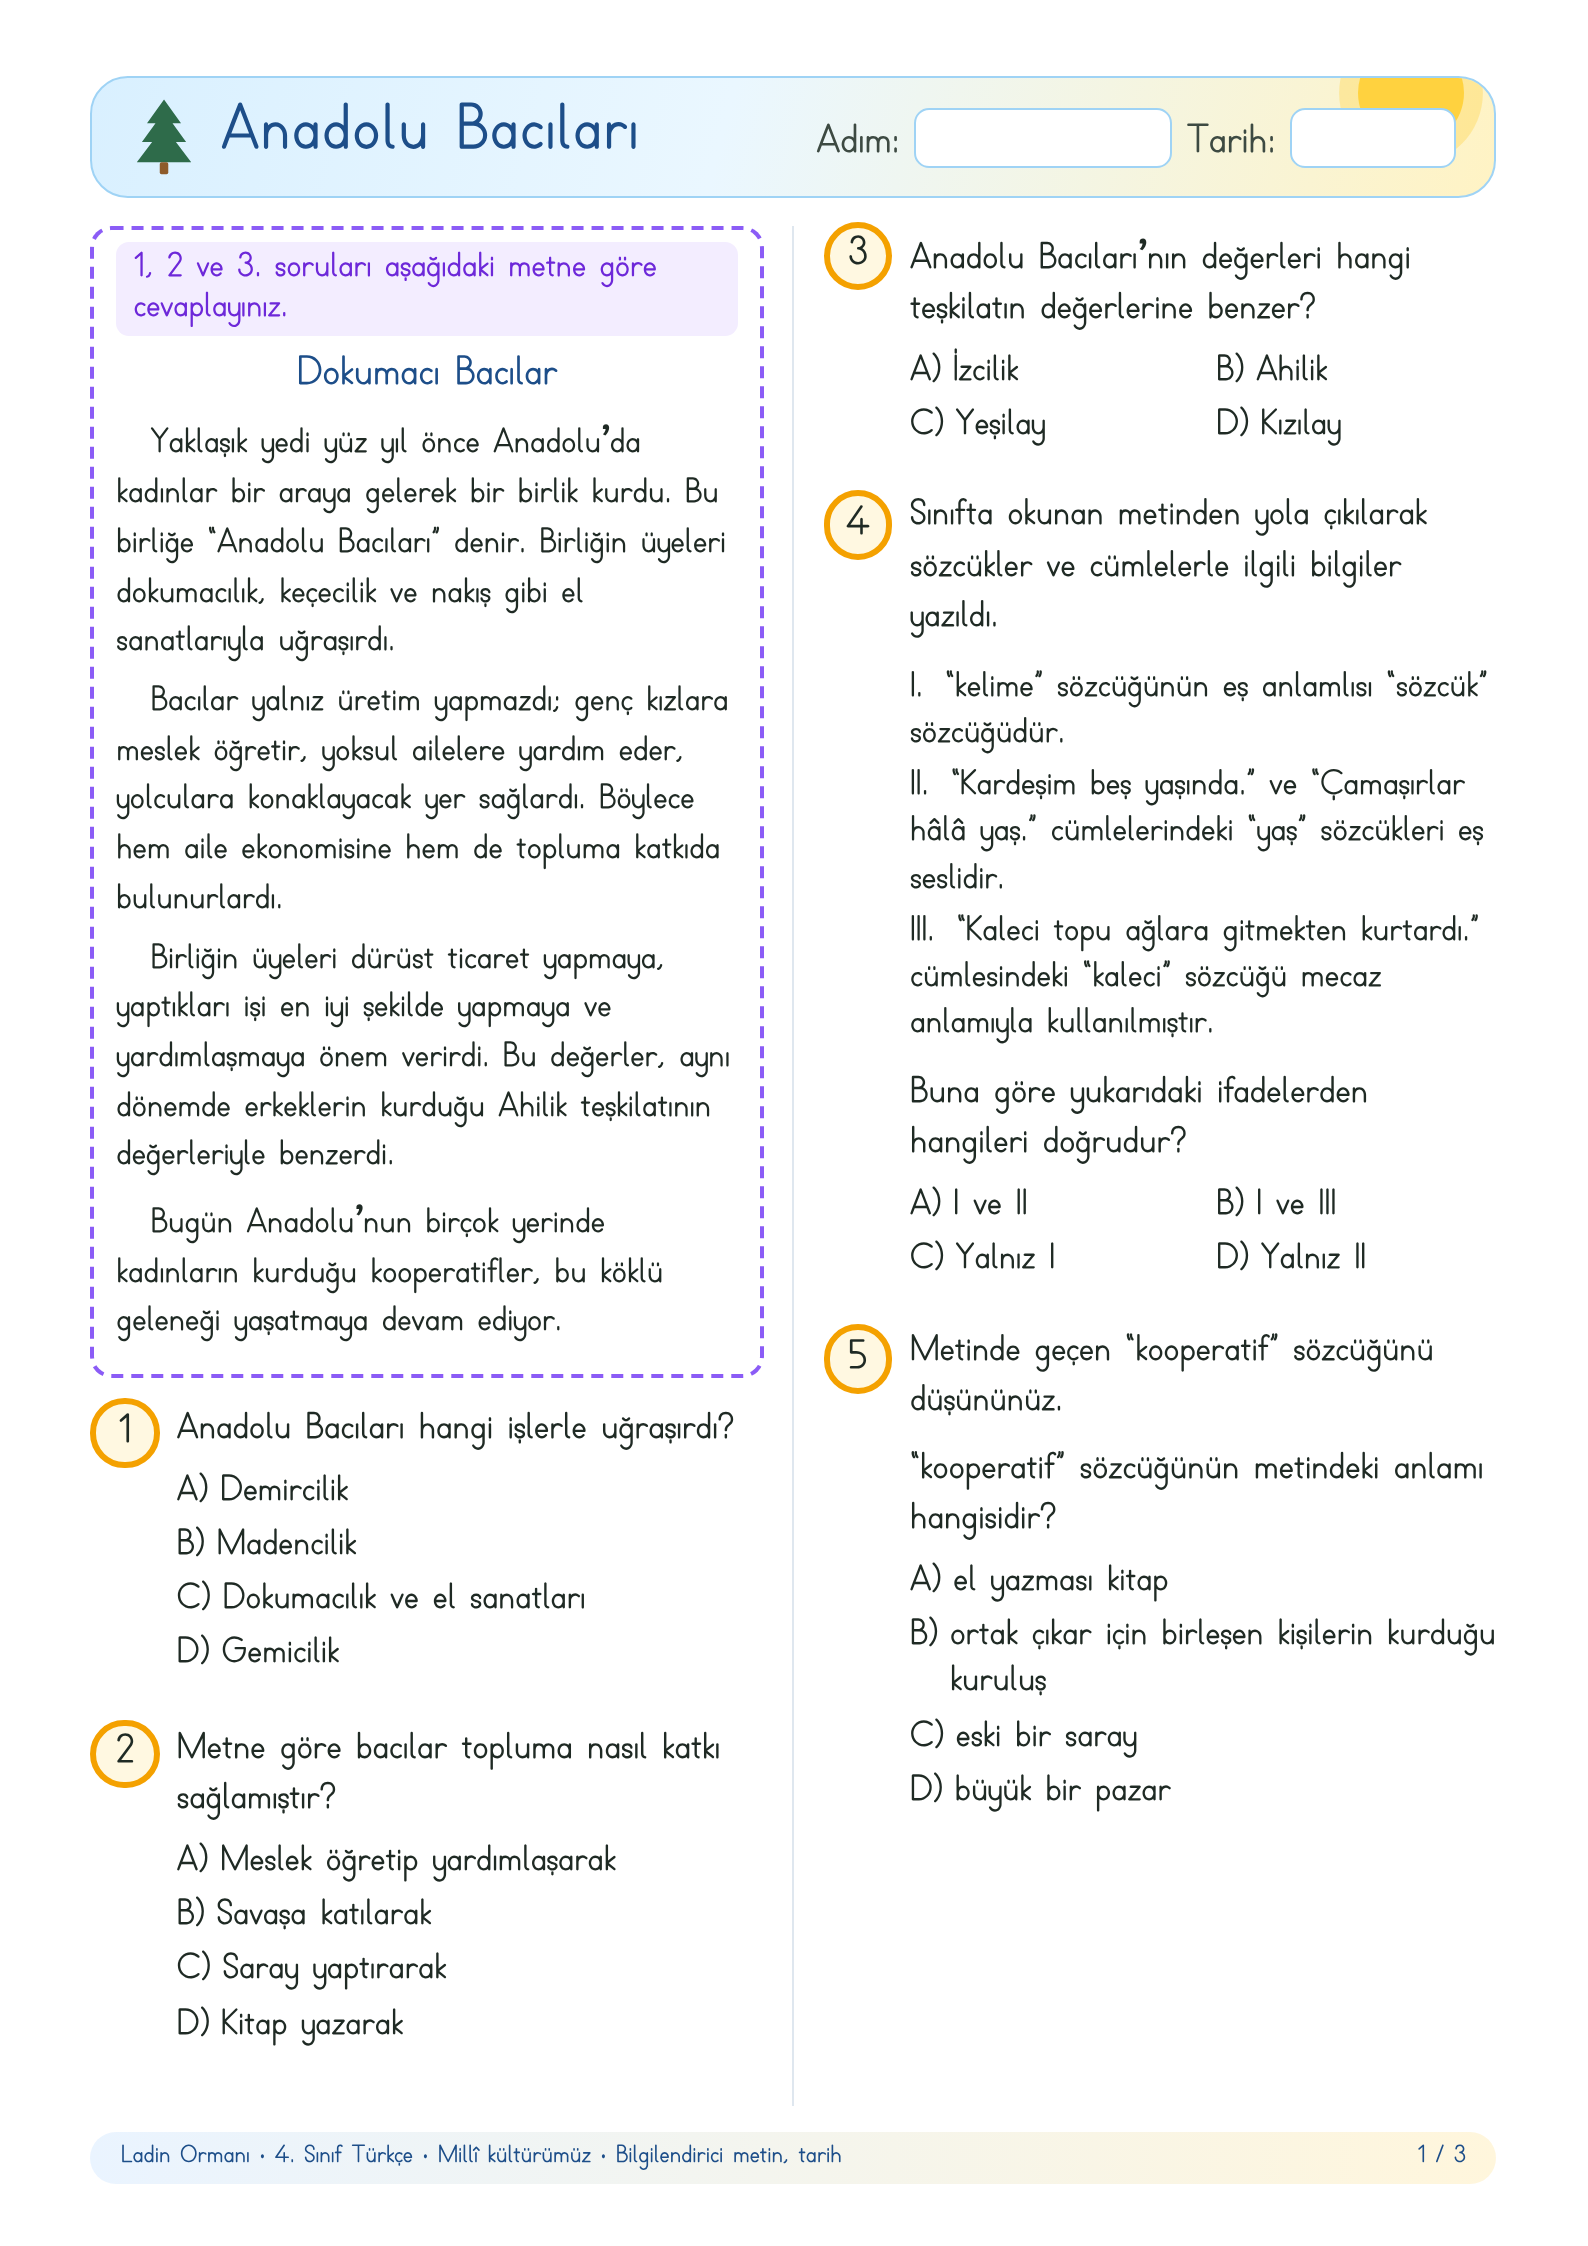 Anadolu Bacıları
Adım:
Tarih:
1, 2 ve 3. soruları aşağıdaki metne göre
cevaplayınız.
Dokumacı Bacılar
Yaklaşık yedi yüz yıl önce Anadolu’da
kadınlar bir araya gelerek bir birlik kurdu. Bu
birliğe “Anadolu Bacıları” denir. Birliğin üyeleri
dokumacılık, keçecilik ve nakış gibi el
sanatlarıyla uğraşırdı.
Bacılar yalnız üretim yapmazdı; genç kızlara
meslek öğretir, yoksul ailelere yardım eder,
yolculara konaklayacak yer sağlardı. Böylece
hem aile ekonomisine hem de topluma katkıda
bulunurlardı.
Birliğin üyeleri dürüst ticaret yapmaya,
yaptıkları işi en iyi şekilde yapmaya ve
yardımlaşmaya önem verirdi. Bu değerler, aynı
dönemde erkeklerin kurduğu Ahilik teşkilatının
değerleriyle benzerdi.
Bugün Anadolu’nun birçok yerinde
kadınların kurduğu kooperatifler, bu köklü
geleneği yaşatmaya devam ediyor.
1
Anadolu Bacıları hangi işlerle uğraşırdı?
A) Demircilik
B) Madencilik
C) Dokumacılık ve el sanatları
D) Gemicilik
2
Metne göre bacılar topluma nasıl katkı
sağlamıştır?
A) Meslek öğretip yardımlaşarak
B) Savaşa katılarak
C) Saray yaptırarak
D) Kitap yazarak
3
Anadolu Bacıları’nın değerleri hangi
teşkilatın değerlerine benzer?
A) İzcilik B) Ahilik
C) Yeşilay D) Kızılay
4
Sınıfta okunan metinden yola çıkılarak
sözcükler ve cümlelerle ilgili bilgiler
yazıldı.
I. “kelime” sözcüğünün eş anlamlısı “sözcük”
sözcüğüdür.
II. “Kardeşim beş yaşında.” ve “Çamaşırlar
hâlâ yaş.” cümlelerindeki “yaş” sözcükleri eş
seslidir.
III. “Kaleci topu ağlara gitmekten kurtardı.”
cümlesindeki “kaleci” sözcüğü mecaz
anlamıyla kullanılmıştır.
Buna göre yukarıdaki ifadelerden
hangileri doğrudur?
A) I ve II B) I ve III
C) Yalnız I D) Yalnız II
5
Metinde geçen “kooperatif” sözcüğünü
düşününüz.
“kooperatif” sözcüğünün metindeki anlamı
hangisidir?
A) el yazması kitap
B) ortak çıkar için birleşen kişilerin kurduğu
kuruluş
C) eski bir saray
D) büyük bir pazar
Ladin Ormanı • 4. Sınıf Türkçe • Millî kültürümüz • Bilgilendirici metin, tarih
1 / 3